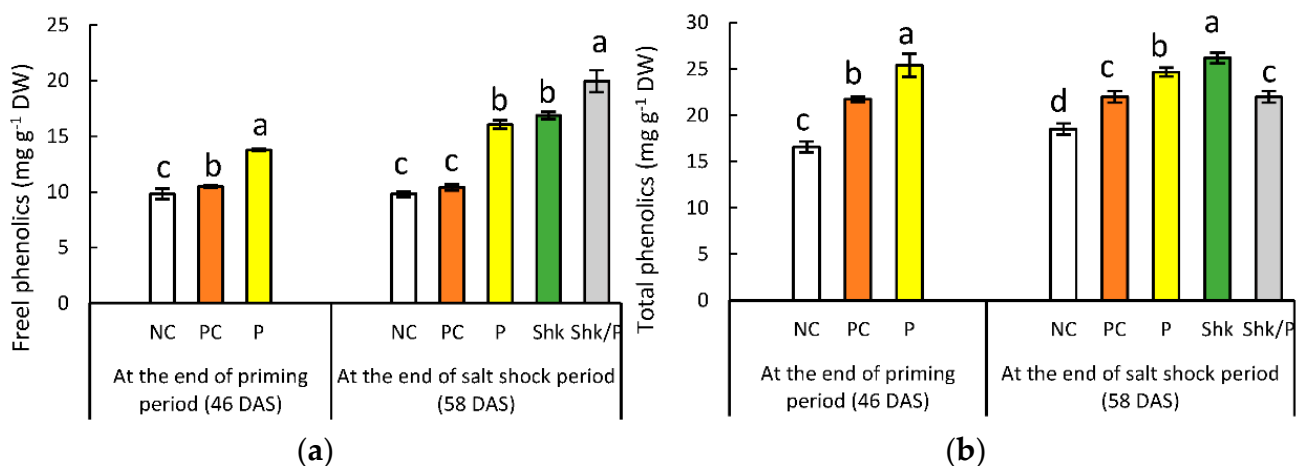 Freel phenolics (mg g⁻¹ DW)
25
20
15
10
5
0
c
b
a
c
c
b
b
a
NC PC P NC PC P Shk Shk/P
At the end of priming period (46 DAS)
At the end of salt shock period (58 DAS)
(a)
Total phenolics (mg g⁻¹ DW)
30
25
20
15
10
5
0
c
b
a
d
c
b
a
c
NC PC P NC PC P Shk Shk/P
At the end of priming period (46 DAS)
At the end of salt shock period (58 DAS)
(b)